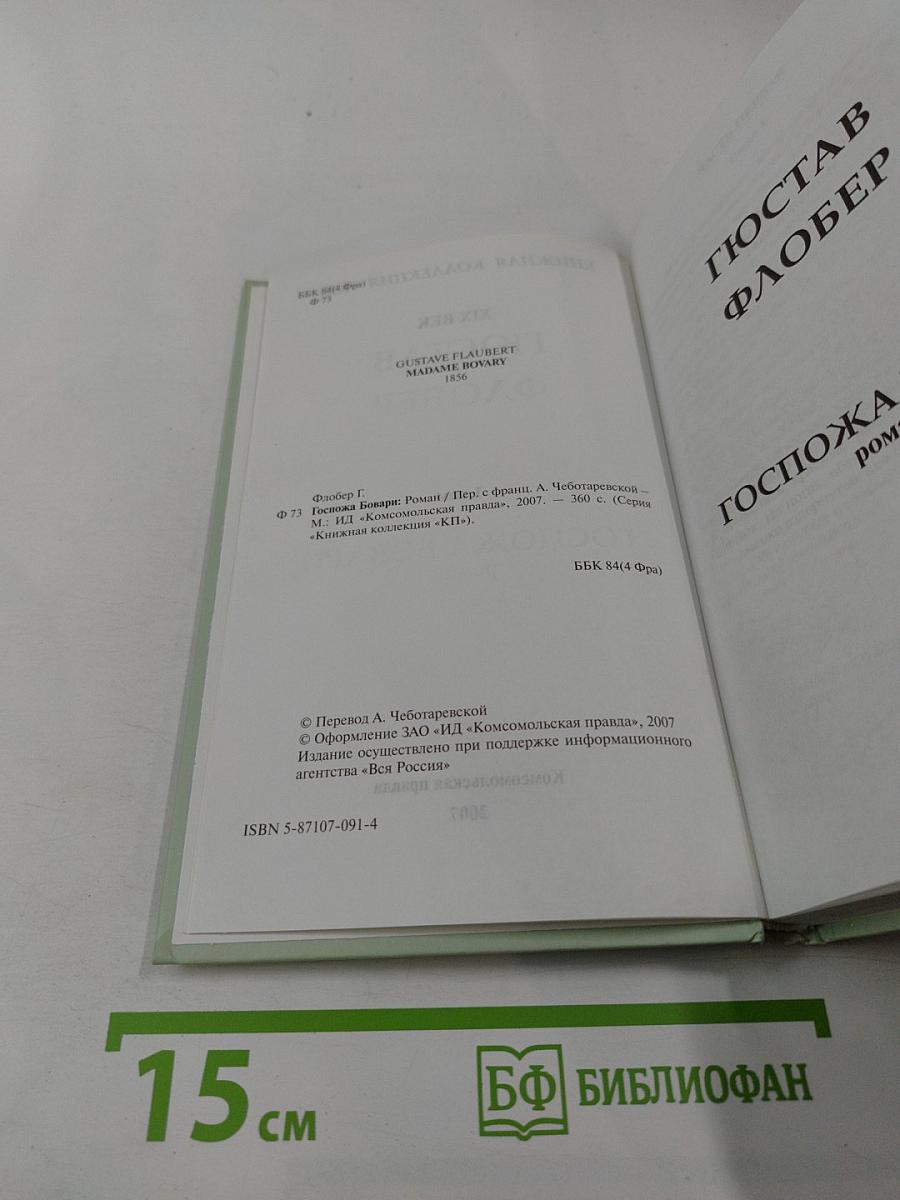 ББК 84(4 Фра)
Ф 73
GUSTAVE FLAUBERT
MADAME BOVARY
1856
Флобер Г.
Ф 73 Госпожа Бовари: Роман / Пер. с франц. А. Чеботаревской –
М.: ИД «Комсомольская правда», 2007. — 360 с. (Серия
«Книжная коллекция «КП»).
ББК 84(4 Фра)
© Перевод А. Чеботаревской
© Оформление ЗАО «ИД «Комсомольская правда», 2007
Издание осуществлено при поддержке информационного
агентства «Вся Россия»
ISBN 5-87107-091-4
ГЮСТАВ
ФЛОБЕР
ГОСПОЖА
15 см
БФ БИБЛИОФАН